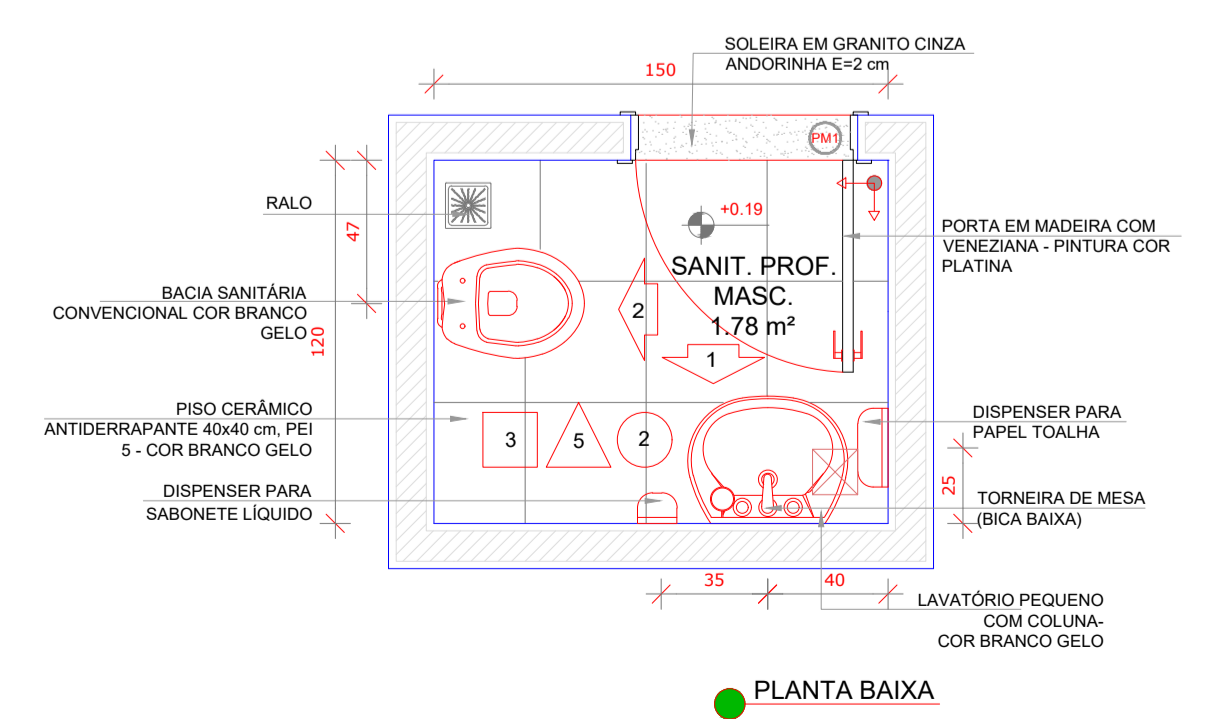 SOLEIRA EM GRANITO CINZA
ANDORINHA E=2 cm
150
PM1
RALO
47
+0.19
PORTA EM MADEIRA COM
VENEZIANA - PINTURA COR
PLATINA
SANIT. PROF.
MASC.
1.78 m²
BACIA SANITÁRIA
CONVENCIONAL COR BRANCO
GELO
120
2
1
PISO CERÂMICO
ANTIDERRAPANTE 40x40 cm, PEI
5 - COR BRANCO GELO
3
5
2
DISPENSER PARA
PAPEL TOALHA
DISPENSER PARA
SABONETE LÍQUIDO
25
TORNEIRA DE MESA
(BICA BAIXA)
35
40
LAVATÓRIO PEQUENO
COM COLUNA-
COR BRANCO GELO
PLANTA BAIXA